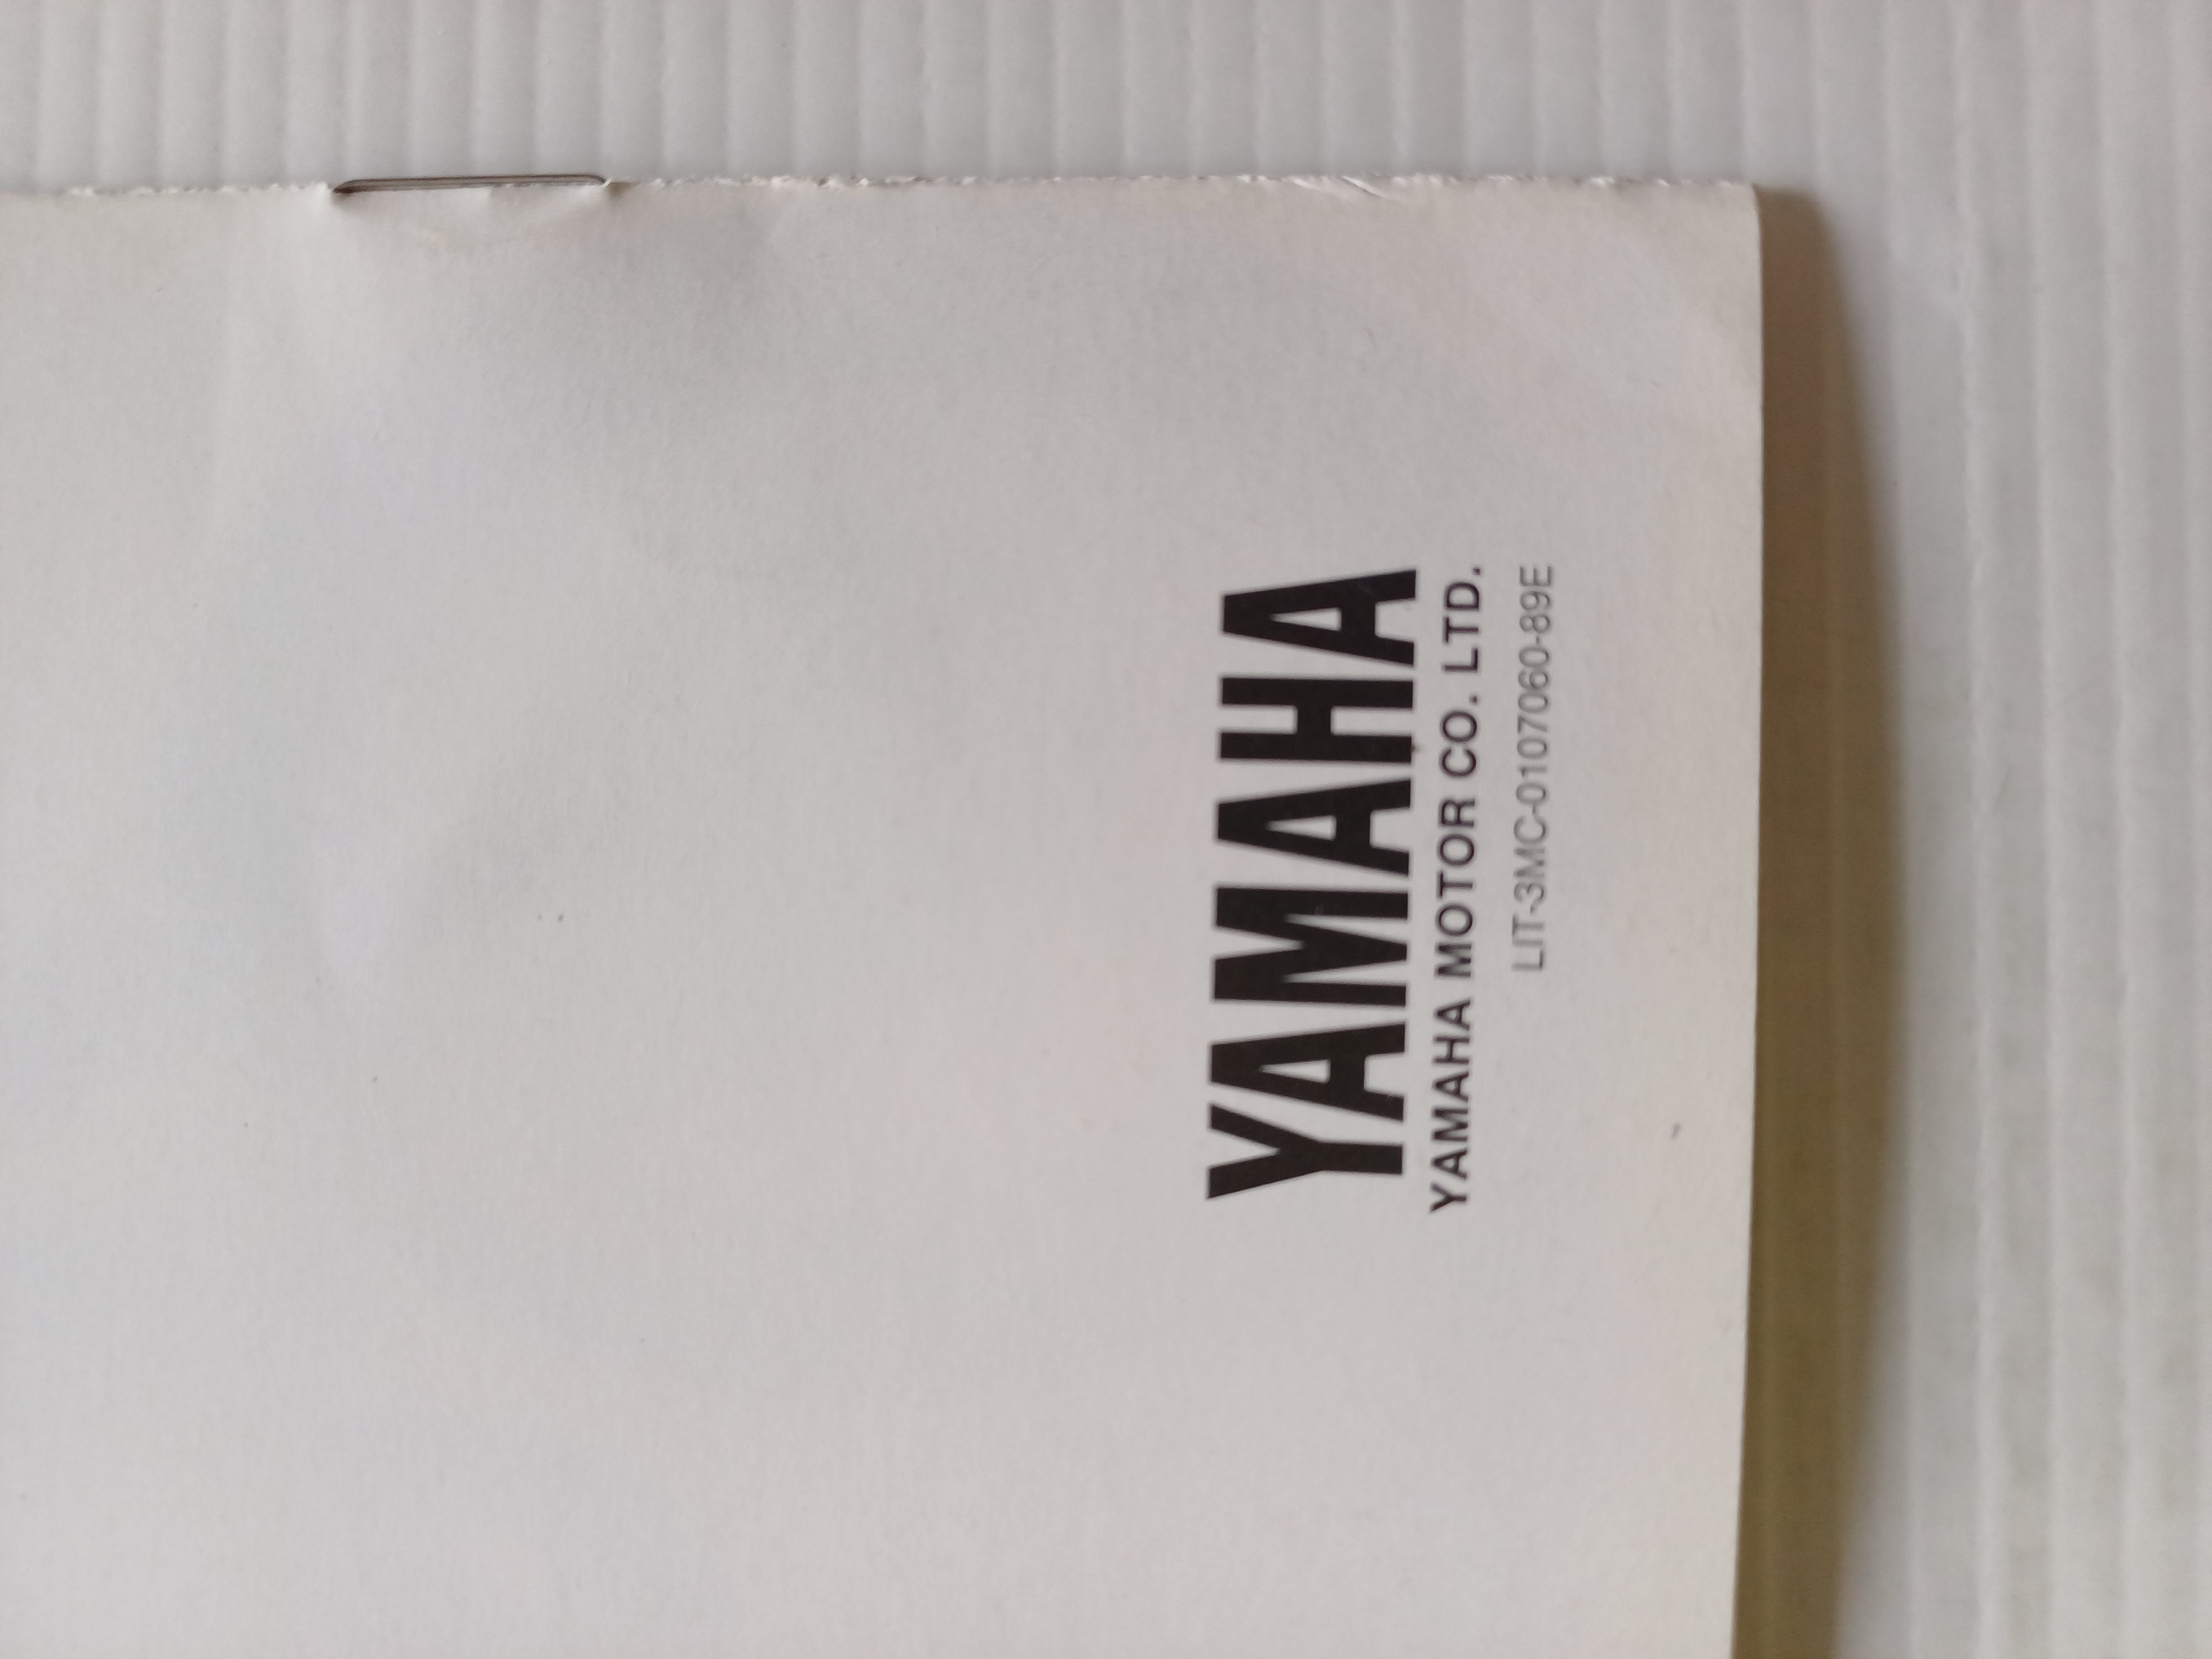 YAMAHA
YAMAHA MOTOR CO. LTD.
LIT-3MC-0107060-89E